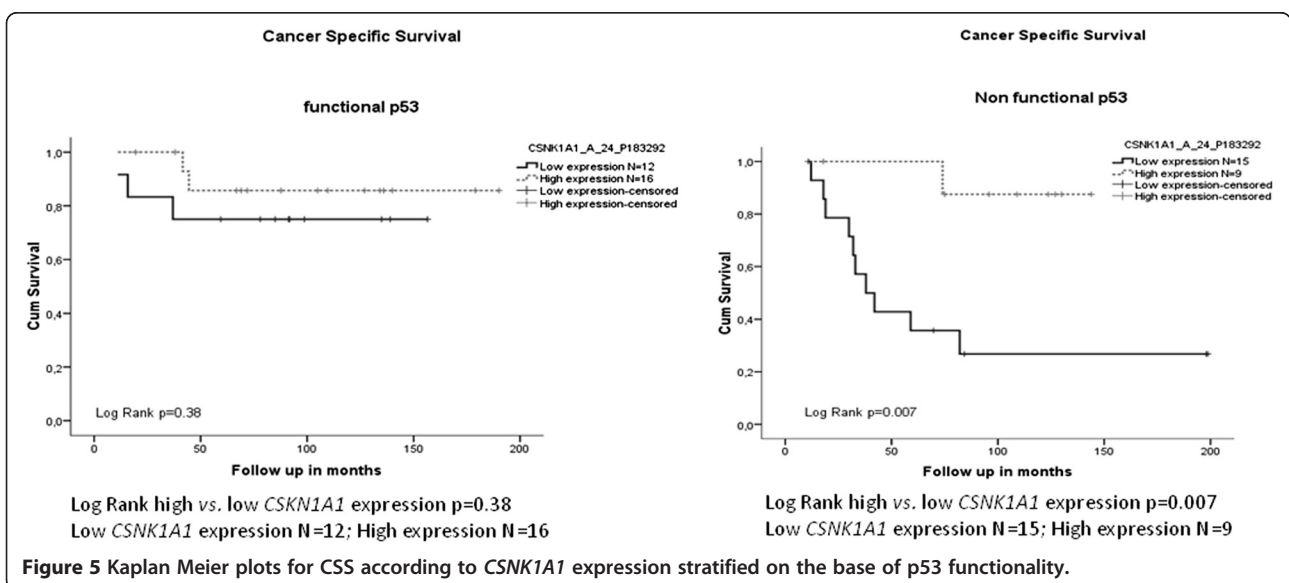 Cancer Specific Survival
functional p53
CSNK1A1_A_24_P183292
Low expression N=12
High expression N=16
Low expression-censored
High expression-censored
Cum Survival
1,0
0,8
0,6
0,4
0,2
0,0
Log Rank p=0.38
0
50
100
150
200
Follow up in months
Log Rank high vs. low CSKN1A1 expression p=0.38
Low CSNK1A1 expression N=12; High expression N=16
Cancer Specific Survival
Non functional p53
CSNK1A1_A_24_P183292
Low expression N=15
High expression N=9
Low expression-censored
High expression-censored
Cum Survival
1,0
0,8
0,6
0,4
0,2
0,0
Log Rank p=0.007
0
50
100
150
200
Follow up in months
Log Rank high vs. low CSNK1A1 expression p=0.007
Low CSNK1A1 expression N=15; High expression N=9
Figure 5 Kaplan Meier plots for CSS according to CSNK1A1 expression stratified on the base of p53 functionality.